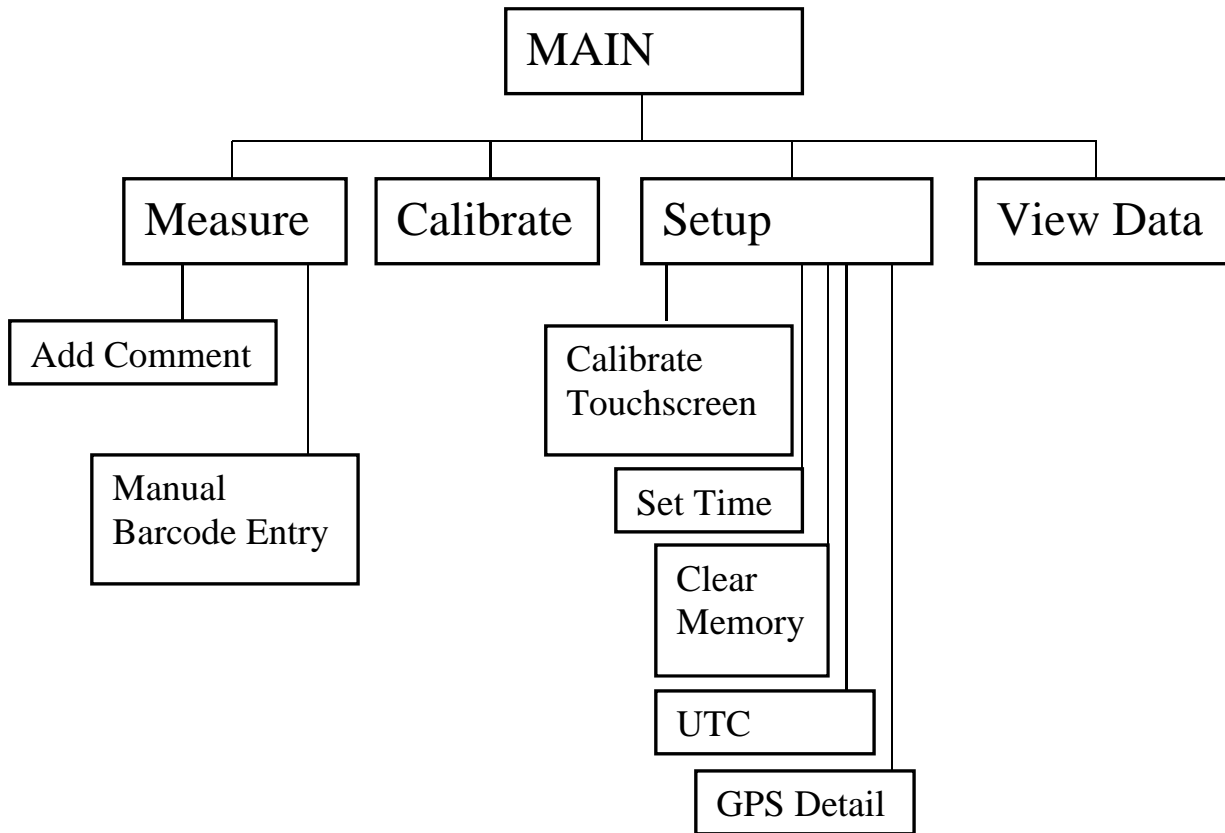 MAIN
Measure
Calibrate
Setup
View Data
Add Comment
Calibrate
Touchscreen
Manual
Barcode Entry
Set Time
Clear
Memory
UTC
GPS Detail